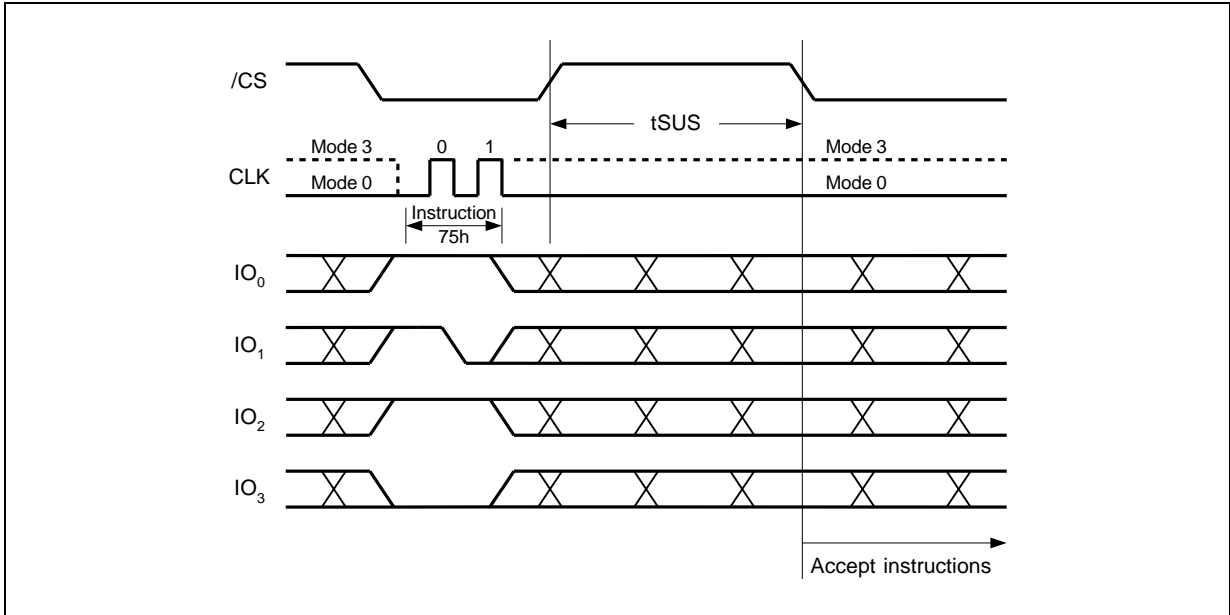 /CS
tSUS
Mode 3 0 1 Mode 3
CLK
Mode 0 Mode 0
Instruction
75h
IO0
IO1
IO2
IO3
Accept instructions